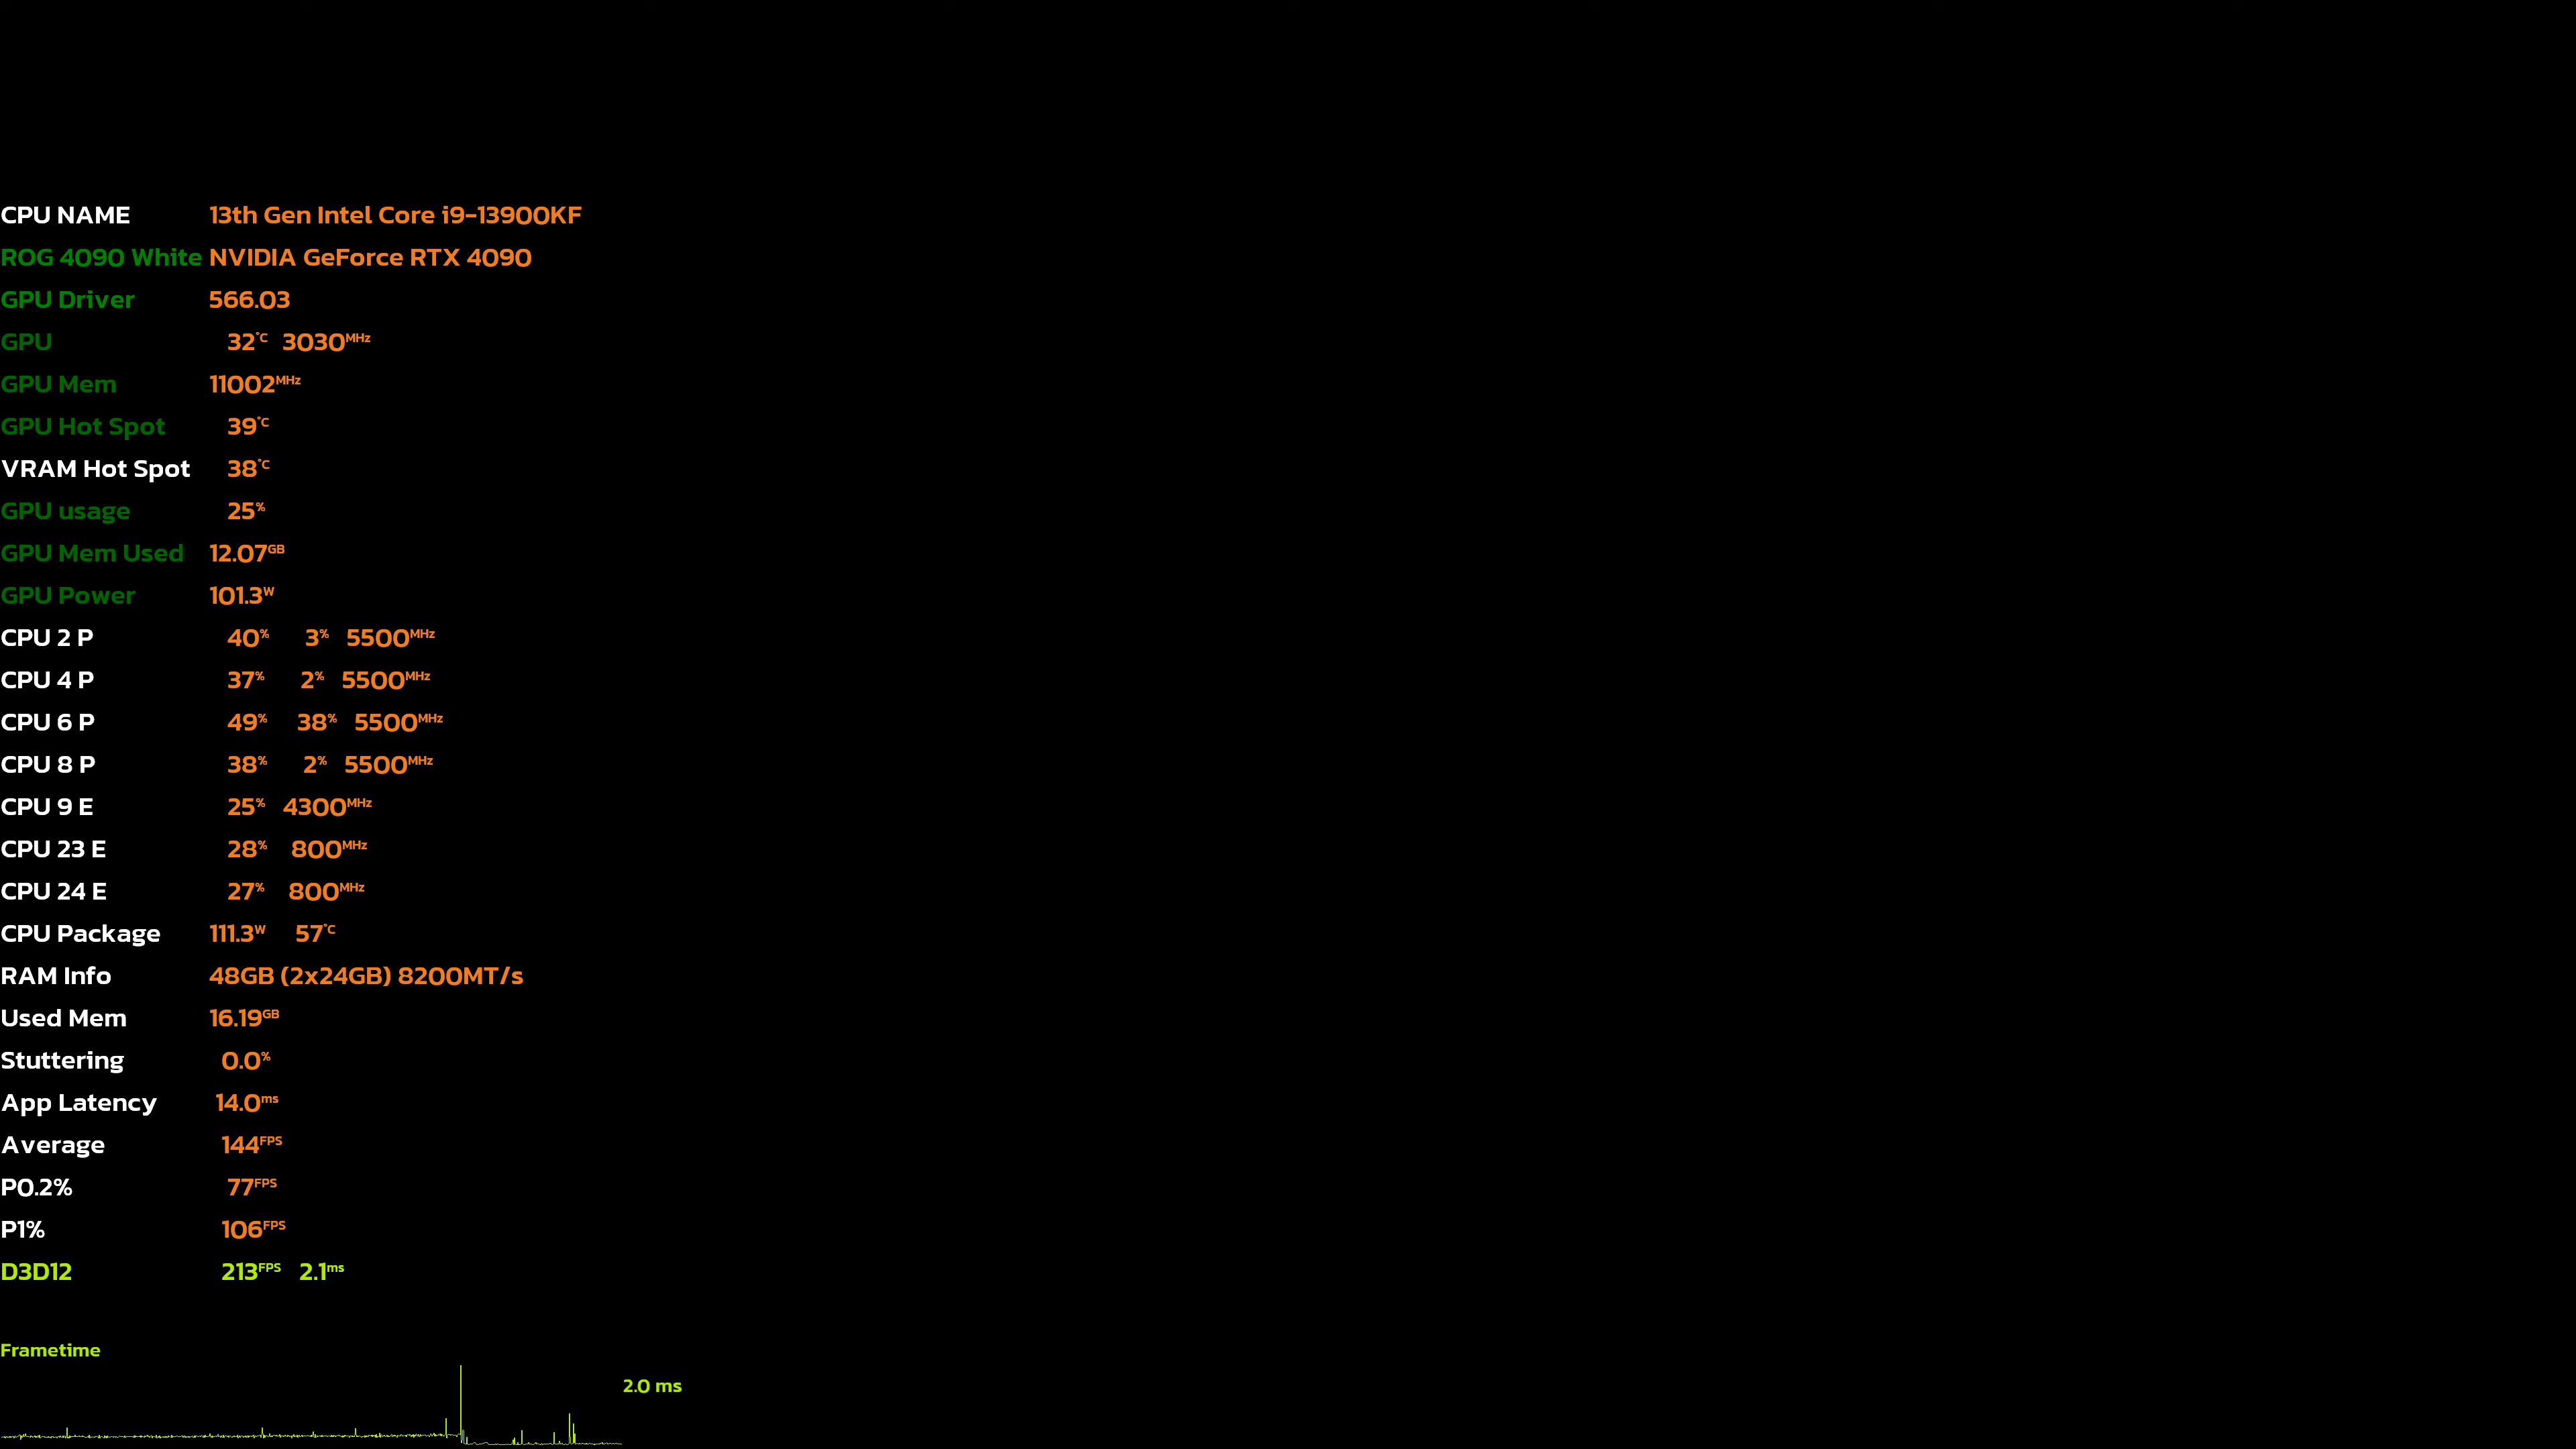 CPU NAME 13th Gen Intel Core i9-13900KF
ROG 4090 White NVIDIA GeForce RTX 4090
GPU Driver 566.03
GPU 32°C 3030MHz
GPU Mem 11002MHz
GPU Hot Spot 39°C
VRAM Hot Spot 38°C
GPU usage 25%
GPU Mem Used 12.07GB
GPU Power 101.3W
CPU 2 P 40% 3% 5500MHz
CPU 4 P 37% 2% 5500MHz
CPU 6 P 49% 38% 5500MHz
CPU 8 P 38% 2% 5500MHz
CPU 9 E 25% 4300MHz
CPU 23 E 28% 800MHz
CPU 24 E 27% 800MHz
CPU Package 111.3W 57°C
RAM Info 48GB (2x24GB) 8200MT/s
Used Mem 16.19GB
Stuttering 0.0%
App Latency 14.0ms
Average 144FPS
P0.2% 77FPS
P1% 106FPS
D3D12 213FPS 2.1ms
Frametime
2.0 ms